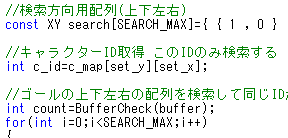 //検索方向用配列(上下左右)
const XY search[SEARCH_MAX]={ { 1 , 0 }
//キャラクターID取得 このIDのみ検索する
int c_id=c_map[set_y][set_x];
//ゴールの上下左右の配列を検索して同じID
int count=BufferCheck(buffer);
for(int i=0;i<SEARCH_MAX;i++)
{